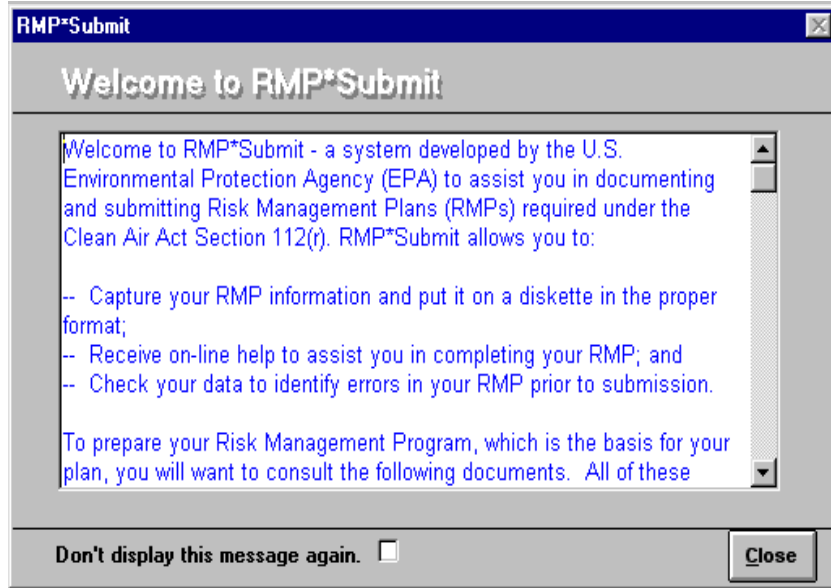 RMP*Submit
Welcome to RMP*Submit
Welcome to RMP*Submit - a system developed by the U.S.
Environmental Protection Agency (EPA) to assist you in documenting
and submitting Risk Management Plans (RMPs) required under the
Clean Air Act Section 112(r). RMP*Submit allows you to:
-- Capture your RMP information and put it on a diskette in the proper
format;
-- Receive on-line help to assist you in completing your RMP; and
-- Check your data to identify errors in your RMP prior to submission.
To prepare your Risk Management Program, which is the basis for your
plan, you will want to consult the following documents. All of these
Don't display this message again.
Close